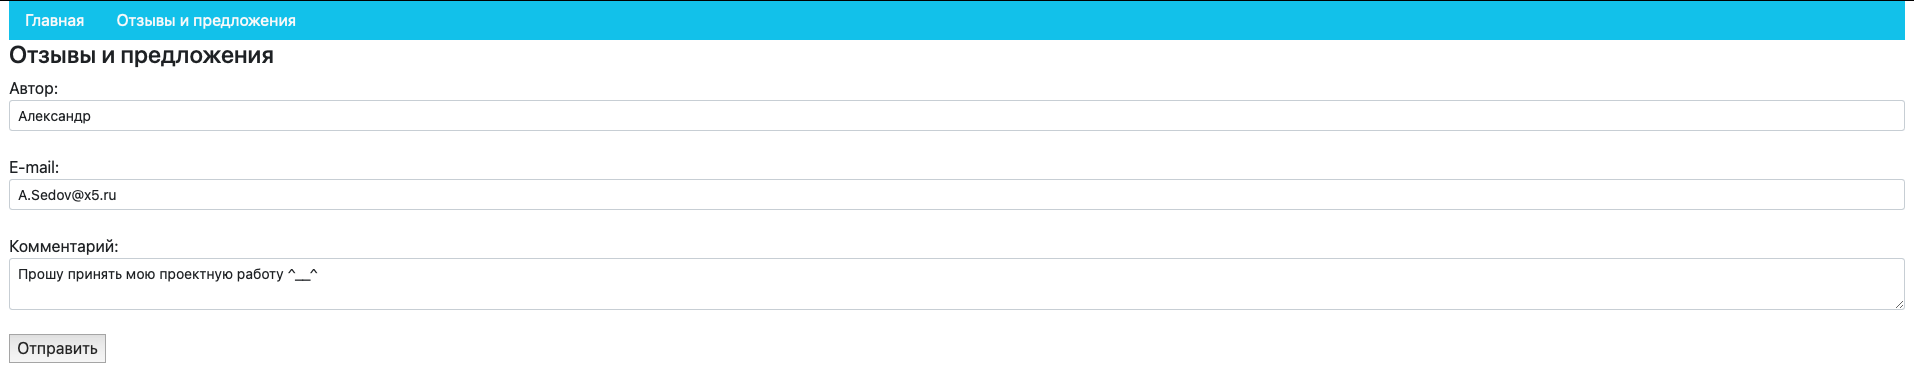 Главная Отзывы и предложения
Отзывы и предложения
Автор:
Александр
E-mail:
A.Sedov@x5.ru
Комментарий:
Прошу принять мою проектную работу ^__^
Отправить